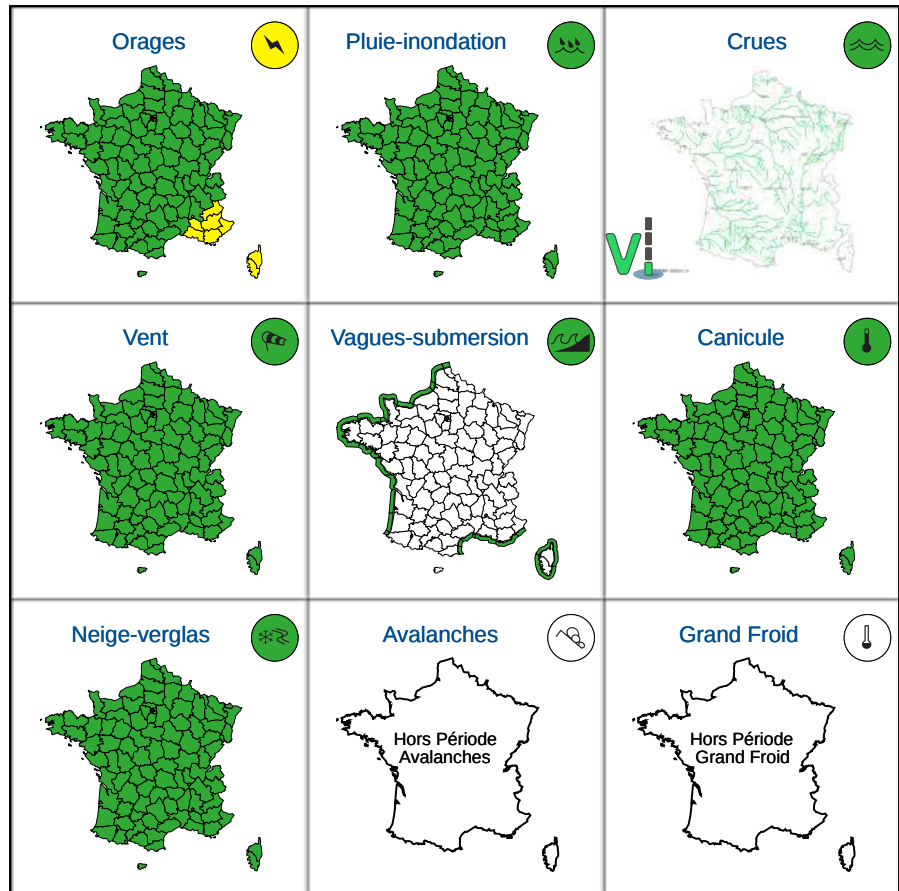 Orages
Pluie-inondation
Crues
Vi
Vent
Vagues-submersion
Canicule
Neige-verglas
Avalanches
Grand Froid
Hors Période
Avalanches
Hors Période
Grand Froid